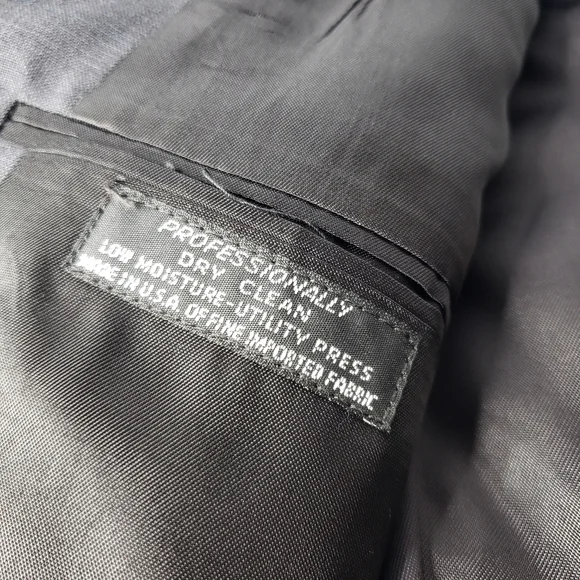 PROFESSIONALLY
DRY CLEAN
LOW MOISTURE-UTILITY PRESS
MADE IN U.S.A. OF FINE IMPORTED FABRIC